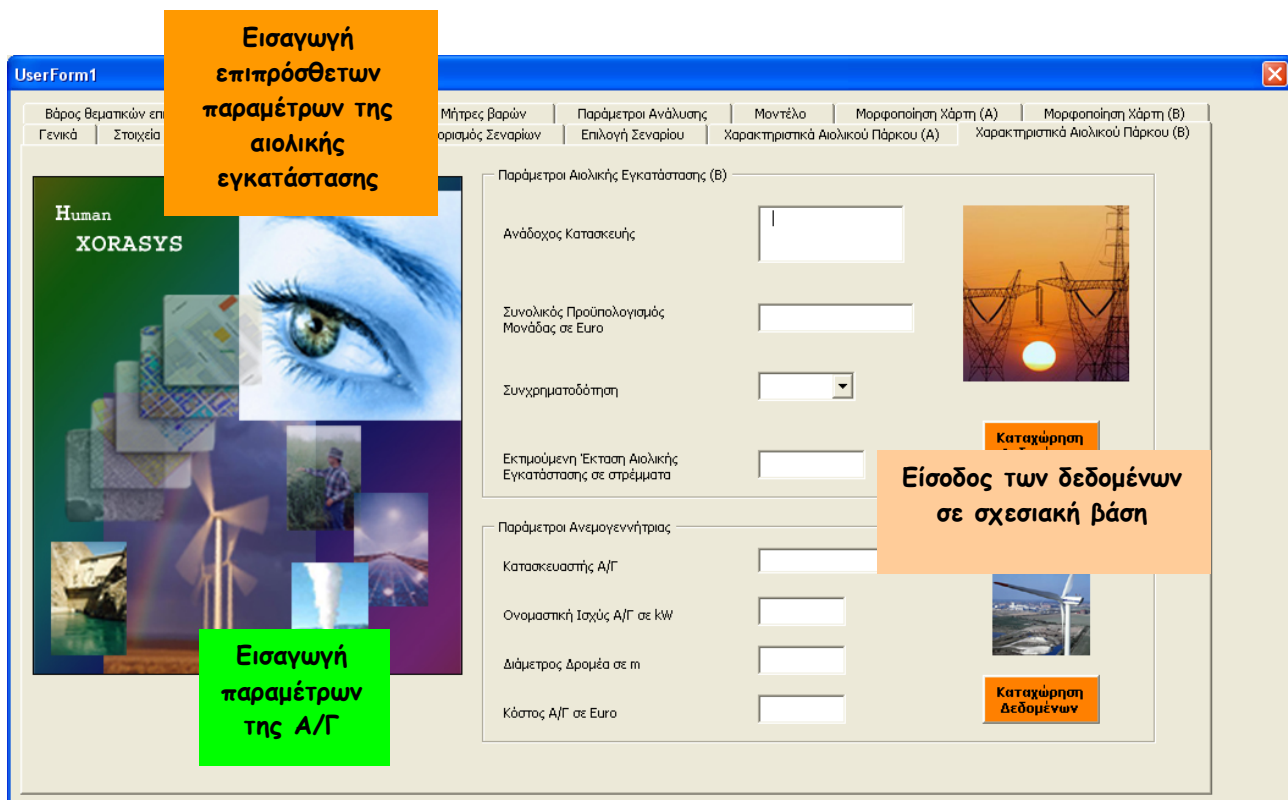 Εισαγωγή
επιπρόσθετων
παραμέτρων της
αιολικής
εγκατάστασης
UserForm1
Βάρος θεματικών Μήτρες βαρών Παράμετροι Ανάλυσης Μοντέλο Μορφοποίηση Χάρτη (Α) Μορφοποίηση Χάρτη (Β)
Γενικά Στοιχεία Σεναρίων Επιλογή Σεναρίου Χαρακτηριστικά Αιολικού Πάρκου (Α) Χαρακτηριστικά Αιολικού Πάρκου (Β)
Human
XORASYS
Παράμετροι Αιολικής Εγκατάστασης (Β)
Ανάδοχος Κατασκευής
Συνολικός Προϋπολογισμός
Μονάδας σε Euro
Συνχρηματοδότηση
Εκτιμούμενη Έκταση Αιολικής
Εγκατάστασης σε στρέμματα
Καταχώρηση
Είσοδος των δεδομένων
σε σχεσιακή βάση
Παράμετροι Ανεμογεννήτριας
Κατασκευαστής Α/Γ
Ονομαστική Ισχύς Α/Γ σε kW
Διάμετρος Δρομέα σε m
Κόστος Α/Γ σε Euro
Καταχώρηση
Δεδομένων
Εισαγωγή
παραμέτρων
της Α/Γ